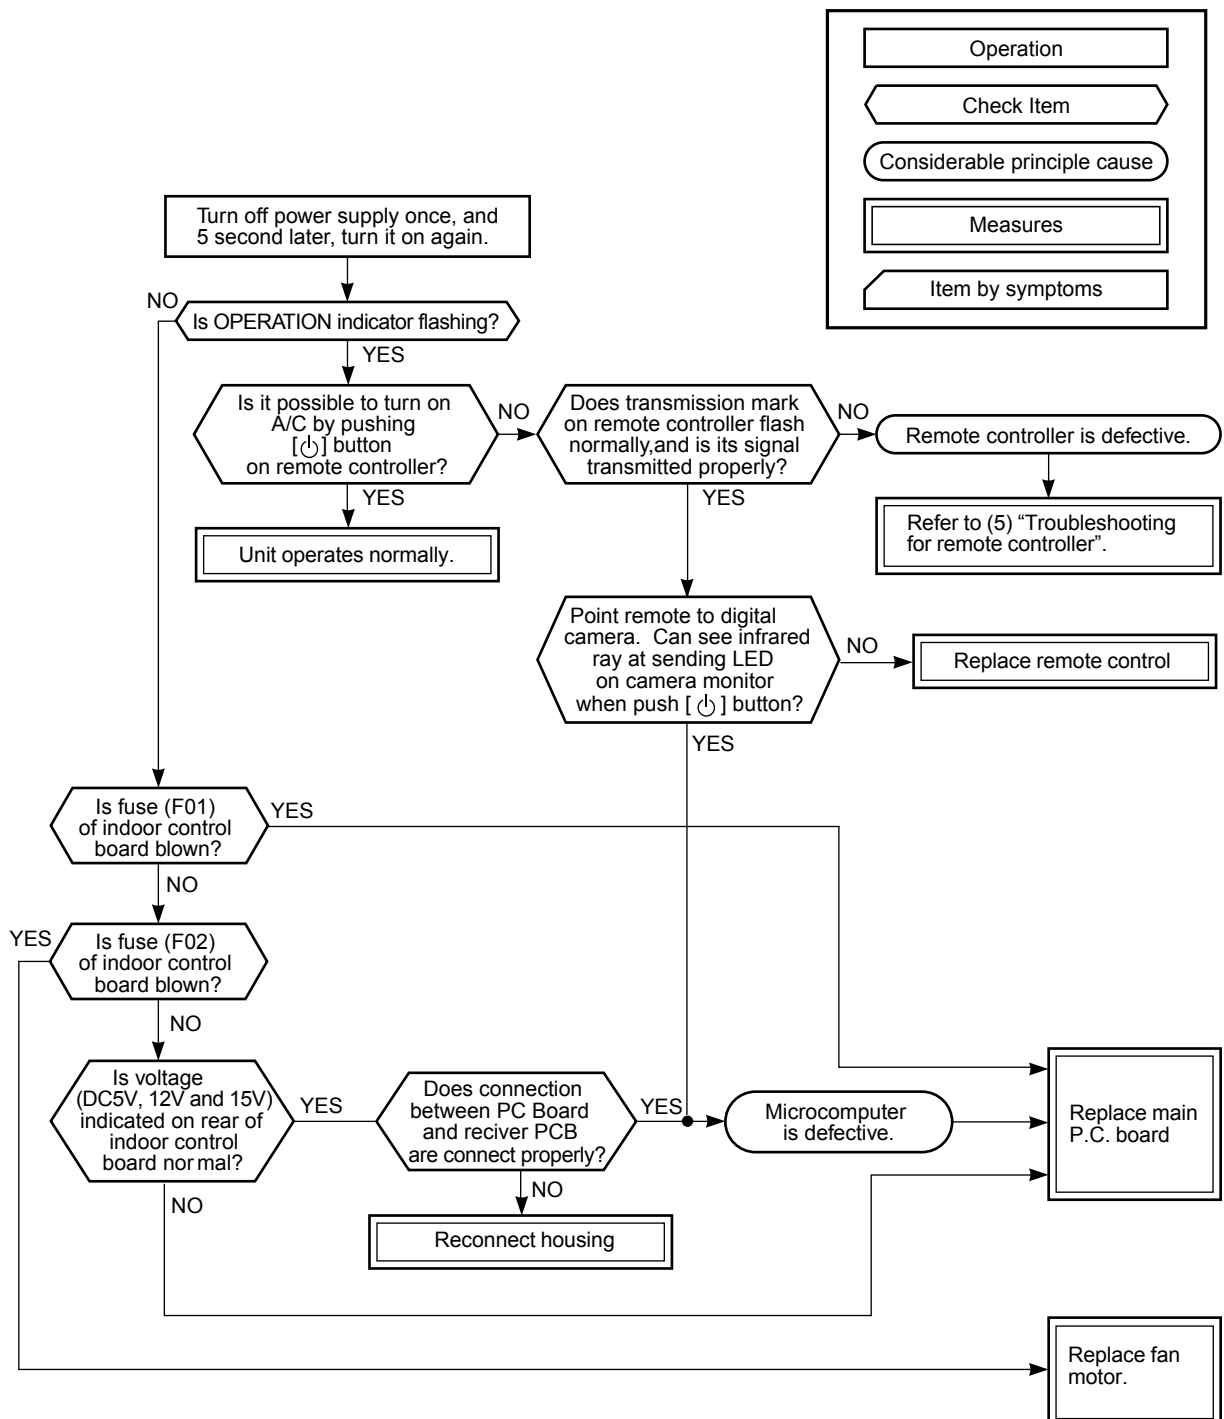 Operation
Check Item
Considerable principle cause
Measures
Item by symptoms
Turn off power supply once, and
5 second later, turn it on again.
NO
Is OPERATION indicator flashing?
YES
Is it possible to turn on
A/C by pushing
[⏻] button
on remote controller?
NO
YES
Unit operates normally.
Does transmission mark
on remote controller flash
normally,and is its signal
transmitted properly?
NO
YES
Remote controller is defective.
Refer to (5) “Troubleshooting
for remote controller”.
Point remote to digital
camera. Can see infrared
ray at sending LED
on camera monitor
when push [ ⏻ ] button?
NO
Replace remote control
YES
Is fuse (F01)
of indoor control
board blown?
YES
NO
YES
Is fuse (F02)
of indoor control
board blown?
NO
Is voltage
(DC5V, 12V and 15V)
indicated on rear of
indoor control
board nor mal?
YES
NO
Does connection
between PC Board
and reciver PCB
are connect properly?
YES
NO
Reconnect housing
Microcomputer
is defective.
Replace main
P.C. board
Replace fan
motor.